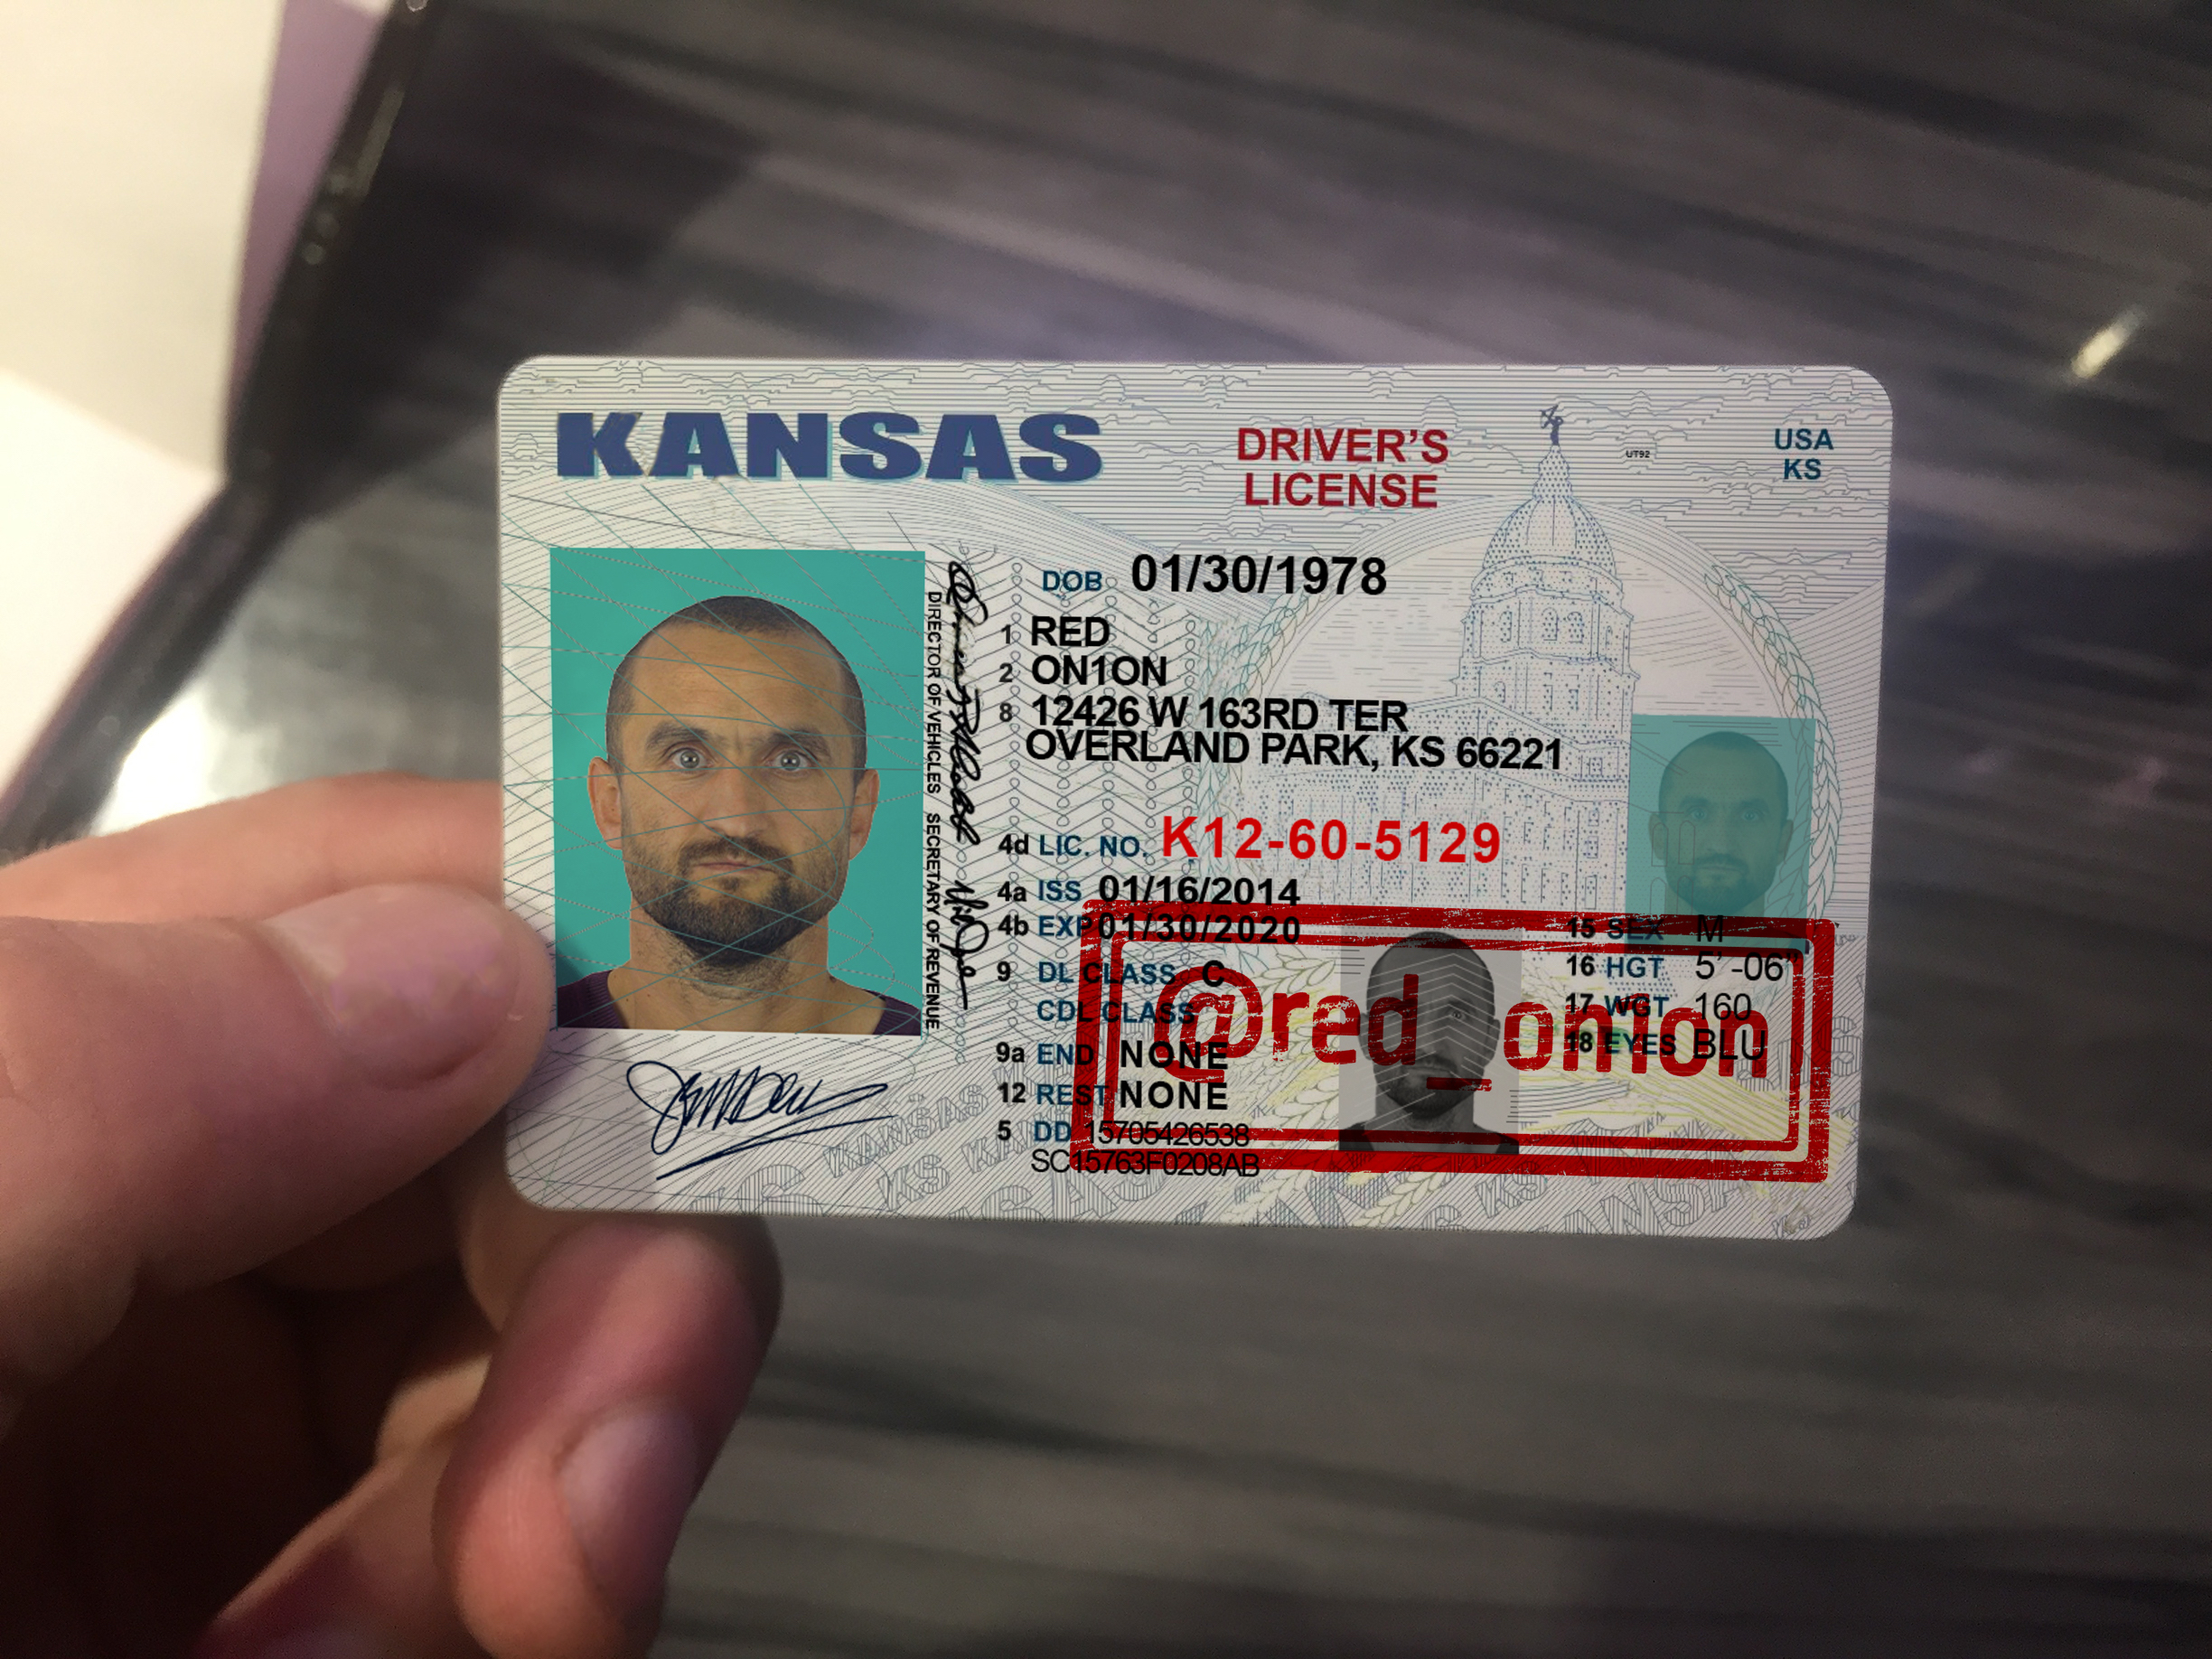 KANSAS
DRIVER'S
LICENSE
UT92
USA
KS
DOB 01/30/1978
1 RED
2 ON1ON
8 12426 W 163RD TER
OVERLAND PARK, KS 66221
4d LIC. NO. K12-60-5129
4a ISS 01/16/2014
4b EXP 01/30/2020
9 DL CLASS C
CDL CLASS
9a END NONE
12 REST NONE
5 DD 15705426538
SC15763F0208AB
15 SEX M
16 HGT 5'-06"
17 WGT 160
18 EYES BLU
@red_on1on
DIRECTOR OF VEHICLES SECRETARY OF REVENUE
KANSAS
KS